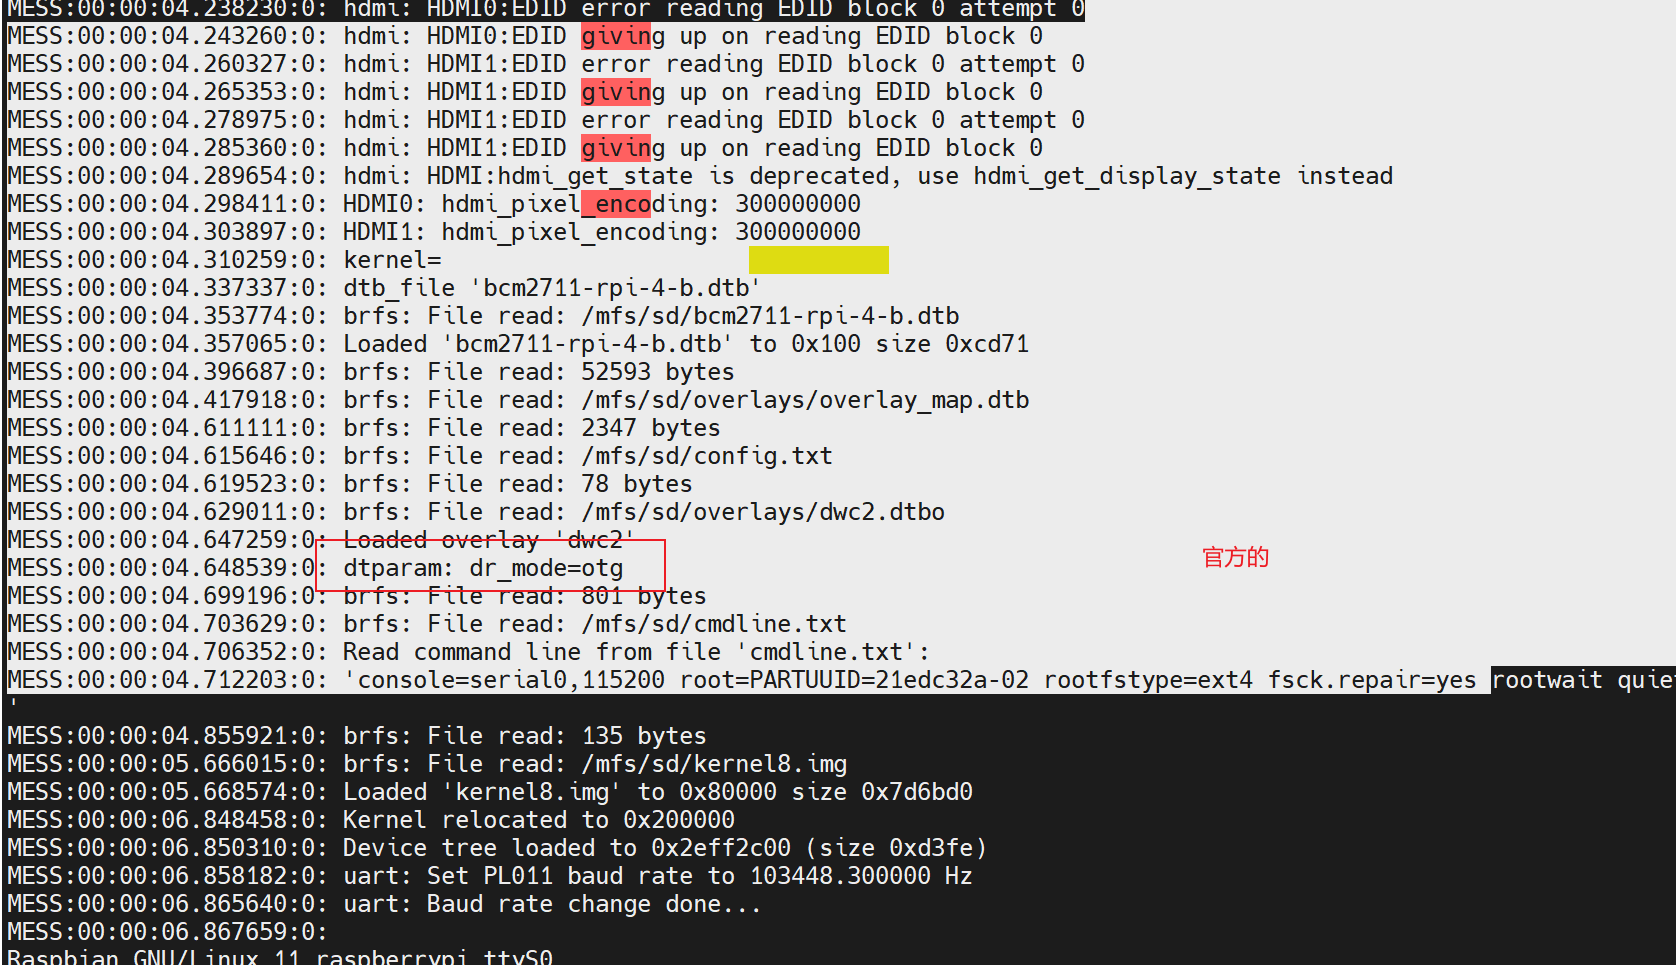 MESS:00:00:04.238230:0: hdmi: HDMI0:EDID error reading EDID block 0 attempt 0
MESS:00:00:04.243260:0: hdmi: HDMI0:EDID giving up on reading EDID block 0
MESS:00:00:04.260327:0: hdmi: HDMI1:EDID error reading EDID block 0 attempt 0
MESS:00:00:04.265353:0: hdmi: HDMI1:EDID giving up on reading EDID block 0
MESS:00:00:04.278975:0: hdmi: HDMI1:EDID error reading EDID block 0 attempt 0
MESS:00:00:04.285360:0: hdmi: HDMI1:EDID giving up on reading EDID block 0
MESS:00:00:04.289654:0: hdmi: HDMI:hdmi_get_state is deprecated, use hdmi_get_display_state instead
MESS:00:00:04.298411:0: HDMI0: hdmi_pixel_encoding: 300000000
MESS:00:00:04.303897:0: HDMI1: hdmi_pixel_encoding: 300000000
MESS:00:00:04.310259:0: kernel=
MESS:00:00:04.337337:0: dtb_file 'bcm2711-rpi-4-b.dtb'
MESS:00:00:04.353774:0: brfs: File read: /mfs/sd/bcm2711-rpi-4-b.dtb
MESS:00:00:04.357065:0: Loaded 'bcm2711-rpi-4-b.dtb' to 0x100 size 0xcd71
MESS:00:00:04.396687:0: brfs: File read: 52593 bytes
MESS:00:00:04.417918:0: brfs: File read: /mfs/sd/overlays/overlay_map.dtb
MESS:00:00:04.611111:0: brfs: File read: 2347 bytes
MESS:00:00:04.615646:0: brfs: File read: /mfs/sd/config.txt
MESS:00:00:04.619523:0: brfs: File read: 78 bytes
MESS:00:00:04.629011:0: brfs: File read: /mfs/sd/overlays/dwc2.dtbo
MESS:00:00:04.647259:0: Loaded overlay 'dwc2'
MESS:00:00:04.648539:0: dtparam: dr_mode=otg
官方的
MESS:00:00:04.699196:0: brfs: File read: 801 bytes
MESS:00:00:04.703629:0: brfs: File read: /mfs/sd/cmdline.txt
MESS:00:00:04.706352:0: Read command line from file 'cmdline.txt':
MESS:00:00:04.712203:0: 'console=serial0,115200 root=PARTUUID=21edc32a-02 rootfstype=ext4 fsck.repair=yes rootwait quie
'
MESS:00:00:04.855921:0: brfs: File read: 135 bytes
MESS:00:00:05.666015:0: brfs: File read: /mfs/sd/kernel8.img
MESS:00:00:05.668574:0: Loaded 'kernel8.img' to 0x80000 size 0x7d6bd0
MESS:00:00:06.848458:0: Kernel relocated to 0x200000
MESS:00:00:06.850310:0: Device tree loaded to 0x2eff2c00 (size 0xd3fe)
MESS:00:00:06.858182:0: uart: Set PL011 baud rate to 103448.300000 Hz
MESS:00:00:06.865640:0: uart: Baud rate change done...
MESS:00:00:06.867659:0:
Raspbian GNU/Linux 11 raspberrypi ttyS0